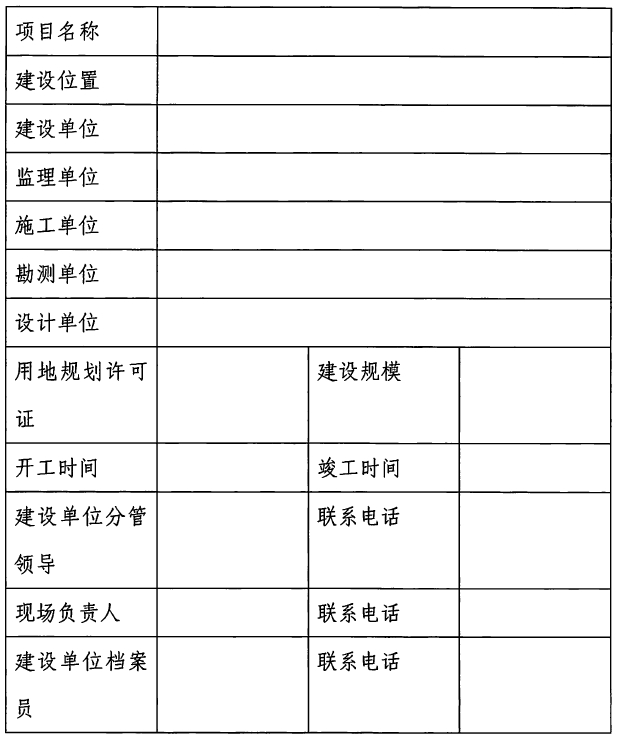 项目名称
建设位置
建设单位
监理单位
施工单位
勘测单位
设计单位
用地规划许可 建设规模
证
开工时间 竣工时间
建设单位分管 联系电话
领导
现场负责人 联系电话
建设单位档案 联系电话
员